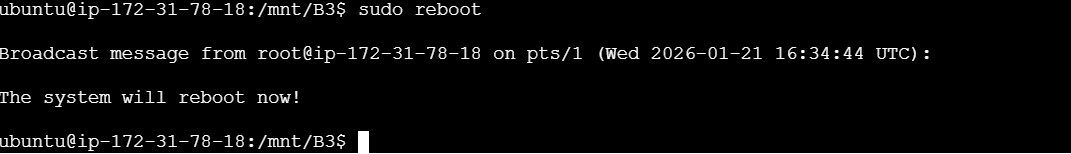 ubuntu@ip-172-31-78-18:/mnt/B3$ sudo reboot
Broadcast message from root@ip-172-31-78-18 on pts/1 (Wed 2026-01-21 16:34:44 UTC):
The system will reboot now!
ubuntu@ip-172-31-78-18:/mnt/B3$